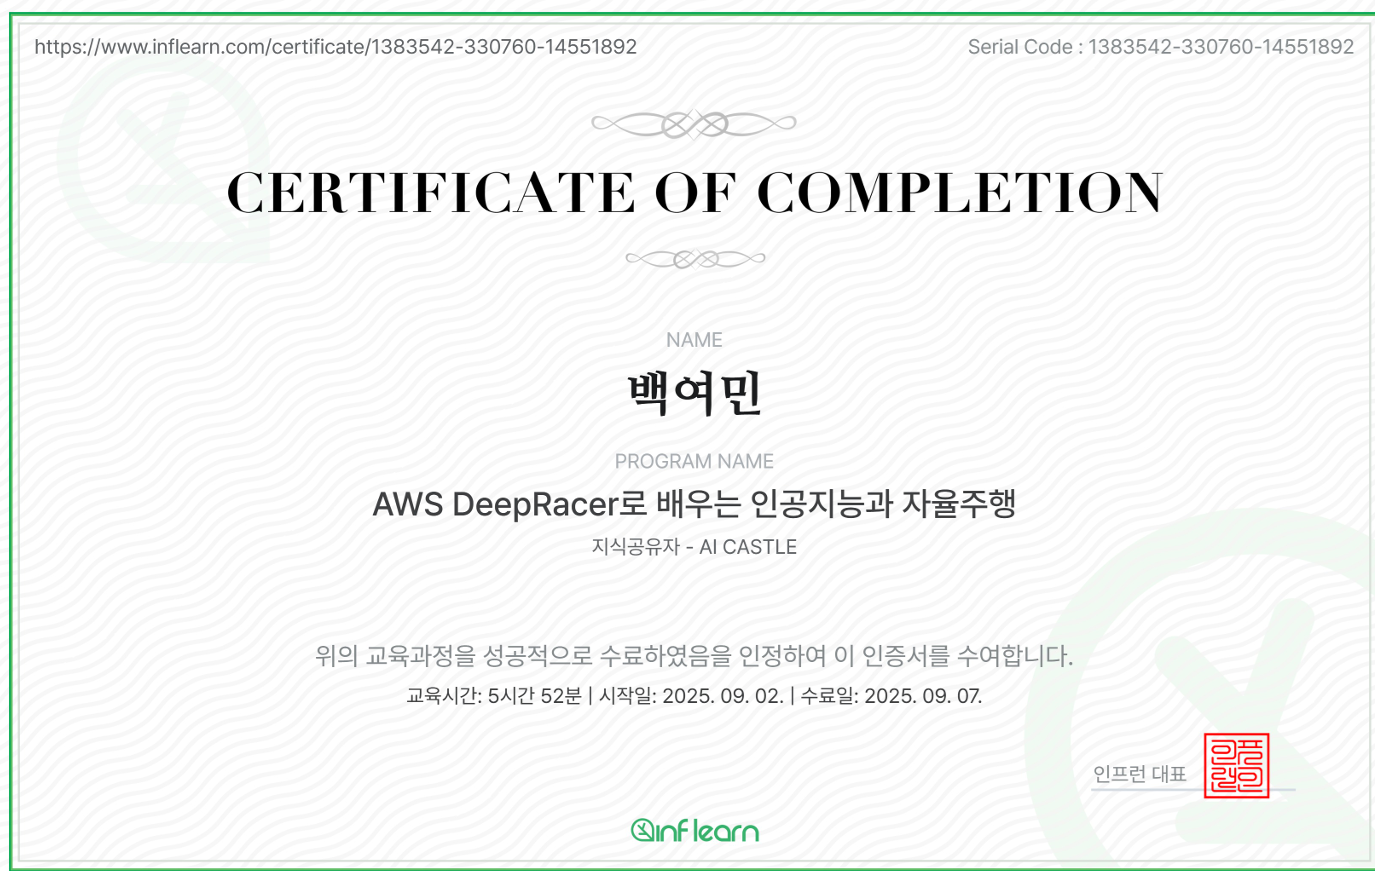 https://www.inflearn.com/certificate/1383542-330760-14551892
Serial Code : 1383542-330760-14551892
CERTIFICATE OF COMPLETION
NAME
백여민
PROGRAM NAME
AWS DeepRacer로 배우는 인공지능과 자율주행
지식공유자 - AI CASTLE
위의 교육과정을 성공적으로 수료하였음을 인정하여 이 인증서를 수여합니다.
교육시간: 5시간 52분 | 시작일: 2025. 09. 02. | 수료일: 2025. 09. 07.
인프런 대표
inflearn